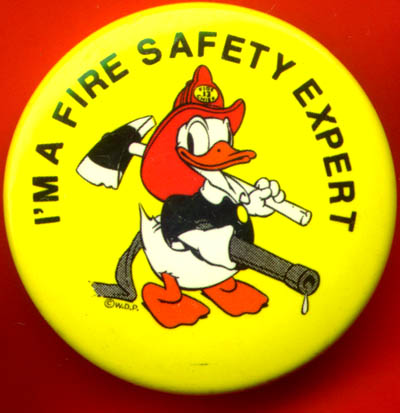 I'M A FIRE SAFETY EXPERT
©W.D.P.